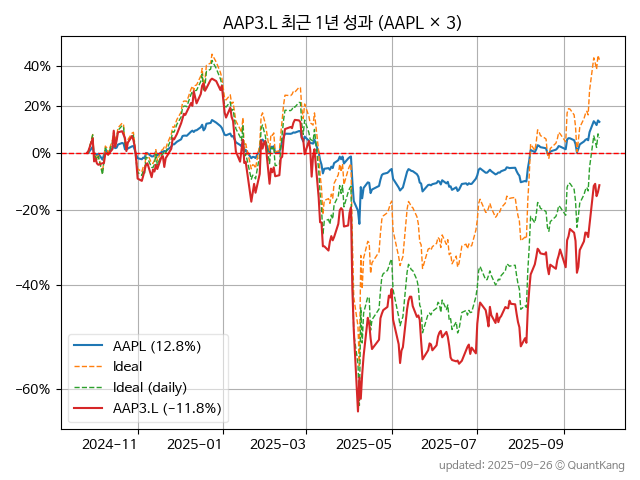 AAP3.L 최근 1년 성과 (AAPL × 3)
40%
20%
0%
−20%
−40%
−60%
AAPL (12.8%)
Ideal
Ideal (daily)
AAP3.L (−11.8%)
2024−11
2025−01
2025−03
2025−05
2025−07
2025−09
updated: 2025-09-26 © QuantKang